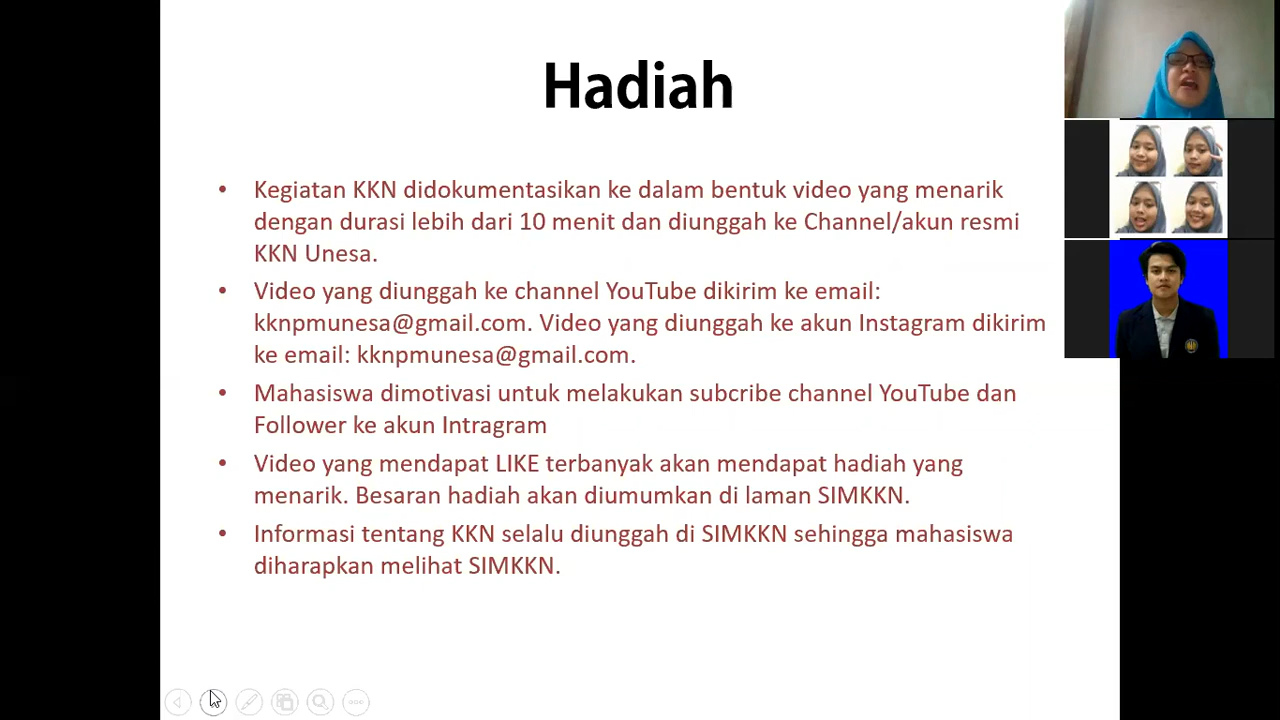 Hadiah
• Kegiatan KKN didokumentasikan ke dalam bentuk video yang menarik
dengan durasi lebih dari 10 menit dan diunggah ke Channel/akun resmi
KKN Unesa.
• Video yang diunggah ke channel YouTube dikirim ke email:
kknpmunesa@gmail.com. Video yang diunggah ke akun Instagram dikirim
ke email: kknpmunesa@gmail.com.
• Mahasiswa dimotivasi untuk melakukan subcribe channel YouTube dan
Follower ke akun Intragram
• Video yang mendapat LIKE terbanyak akan mendapat hadiah yang
menarik. Besaran hadiah akan diumumkan di laman SIMKKN.
• Informasi tentang KKN selalu diunggah di SIMKKN sehingga mahasiswa
diharapkan melihat SIMKKN.